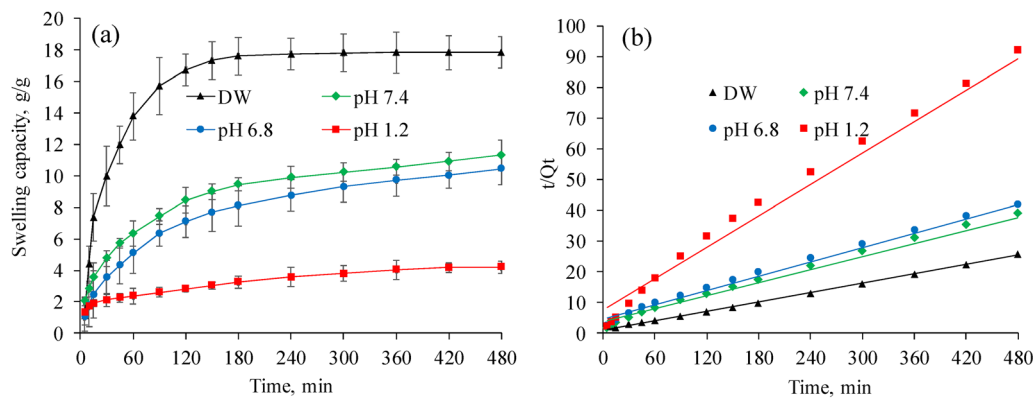 (a)
Swelling capacity, g/g
20
18
16
14
12
10
8
6
4
2
0
DW
pH 7.4
pH 6.8
pH 1.2
0 60 120 180 240 300 360 420 480
Time, min
(b)
t/Qt
100
90
80
70
60
50
40
30
20
10
0
DW
pH 7.4
pH 6.8
pH 1.2
0 60 120 180 240 300 360 420 480
Time, min